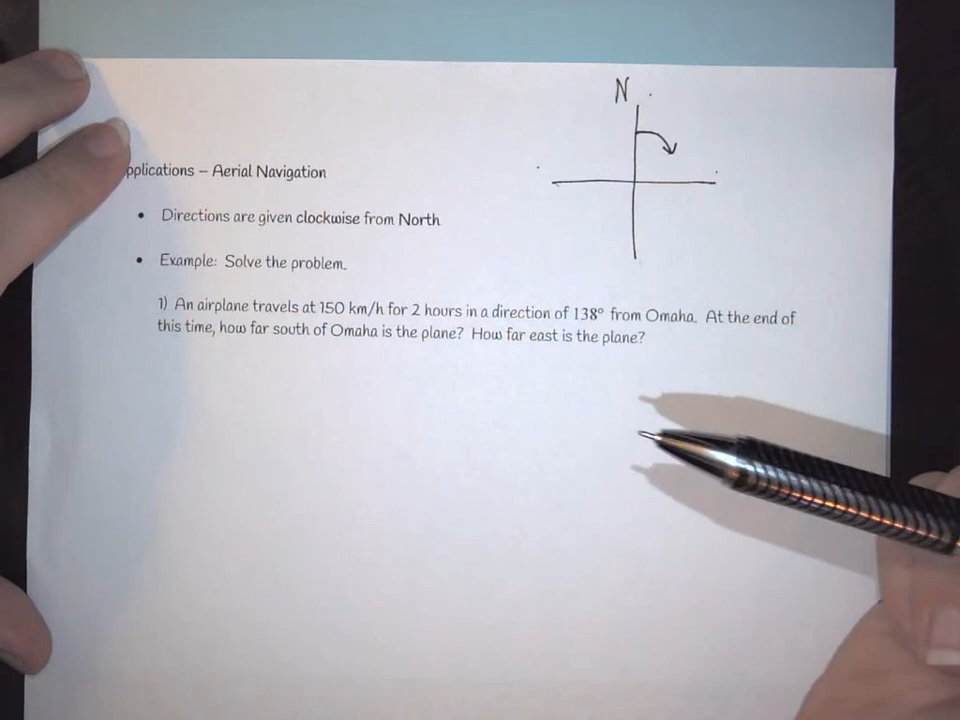 N
pplications – Aerial Navigation
• Directions are given clockwise from North
• Example: Solve the problem.
1) An airplane travels at 150 km/h for 2 hours in a direction of 138° from Omaha. At the end of
this time, how far south of Omaha is the plane? How far east is the plane?